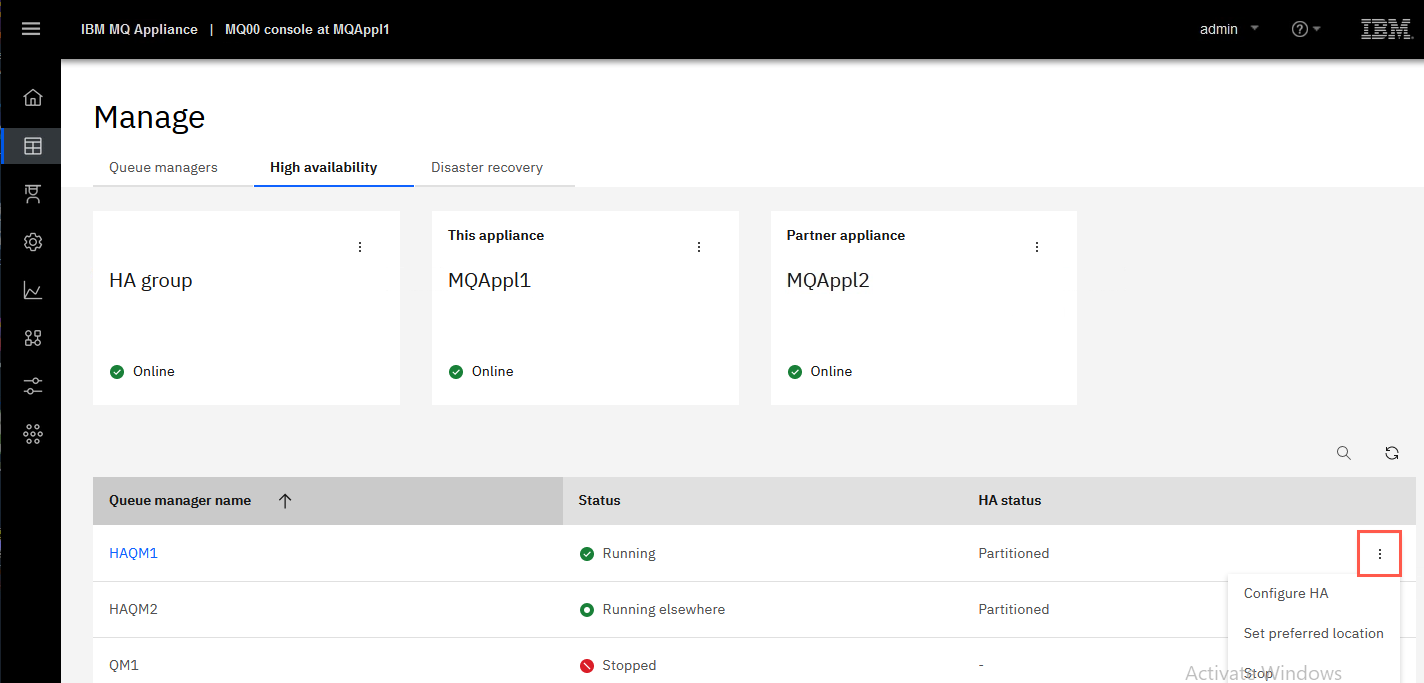 IBM MQ Appliance | MQ00 console at MQAppl1
admin
IBM
Manage
Queue managers High availability Disaster recovery
HA group
Online
This appliance
MQAppl1
Online
Partner appliance
MQAppl2
Online
Queue manager name Status HA status
HAQM1 Running Partitioned
HAQM2 Running elsewhere Partitioned
QM1 Stopped -
Configure HA
Set preferred location
Stop
Activate Windows